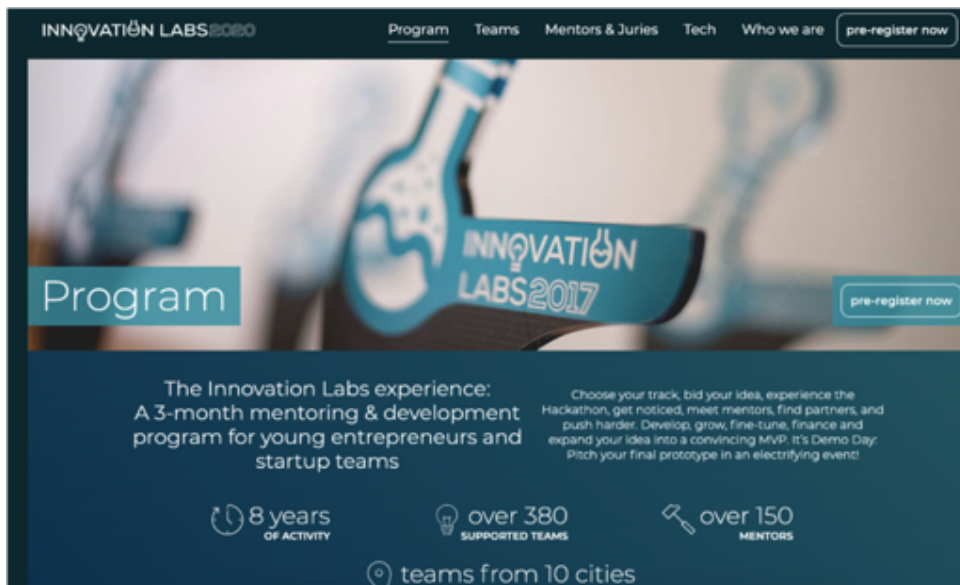 INNOVATION LABS2020
Program Teams Mentors & Juries Tech Who we are pre-register now
INNOVATION
LABS2017
Program
pre-register now
The Innovation Labs experience:
A 3-month mentoring & development
program for young entrepreneurs and
startup teams
Choose your track, bid your idea, experience the
Hackathon, get noticed, meet mentors, find partners, and
push harder. Develop, grow, fine-tune, finance and
expand your idea into a convincing MVP. It's Demo Day:
Pitch your final prototype in an electrifying event!
8 years
OF ACTIVITY
over 380
SUPPORTED TEAMS
over 150
MENTORS
teams from 10 cities